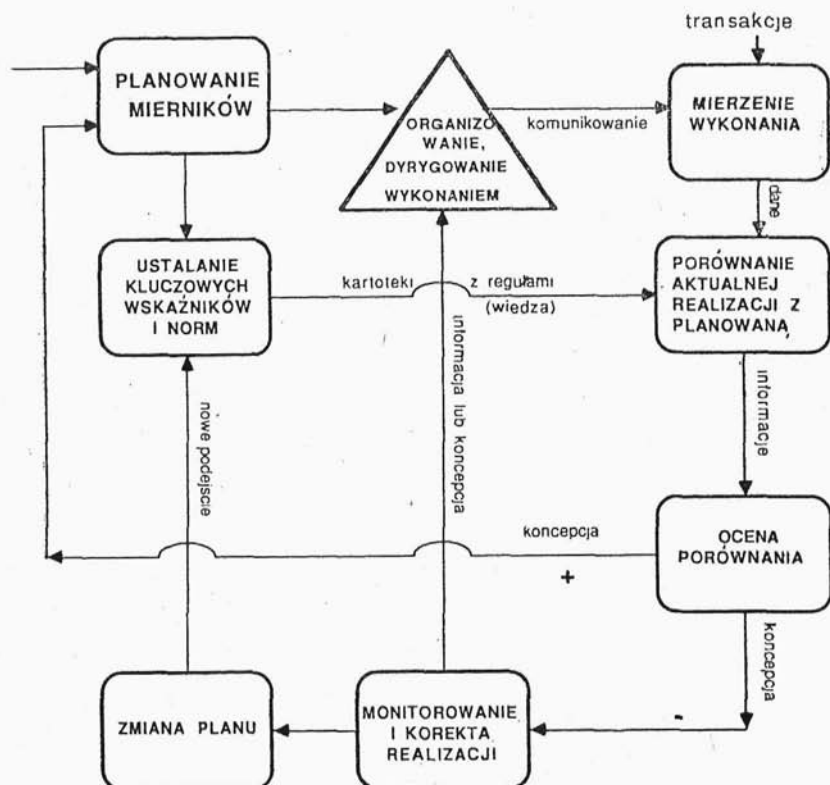 transakcje
PLANOWANIE
MIERNIKÓW
ORGANIZO
WANIE,
DYRYGOWANIE
WYKONANIEM
komunikowanie
MIERZENIE
WYKONANIA
dane
USTALANIE
KLUCZOWYCH
WSKAŹNIKÓW
I NORM
kartoteki z regułami
(wiedza)
PORÓWNANIE
AKTUALNEJ
REALIZACJI Z
PLANOWANĄ
informacja lub koncepcja
nowe podejscie
informacje
koncepcja
+
OCENA
PORÓWNANIA
koncepcja
-
ZMIANA PLANU
MONITOROWANIE
I KOREKTA
REALIZACJI